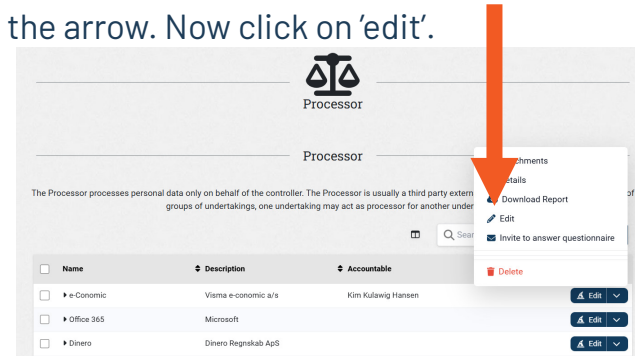 the arrow. Now click on 'edit'.
Processor
Processor
chments
etails
Download Report
Edit
Invite to answer questionnaire
Delete
The Processor processes personal data only on behalf of the controller. The Processor is usually a third party extern of
groups of undertakings, one undertaking may act as processor for another under
Sear
Name Description Accountable
e-Conomic Visma e-conomic a/s Kim Kulawig Hansen Edit
Office 365 Microsoft Edit
Dinero Dinero Regnskab ApS Edit